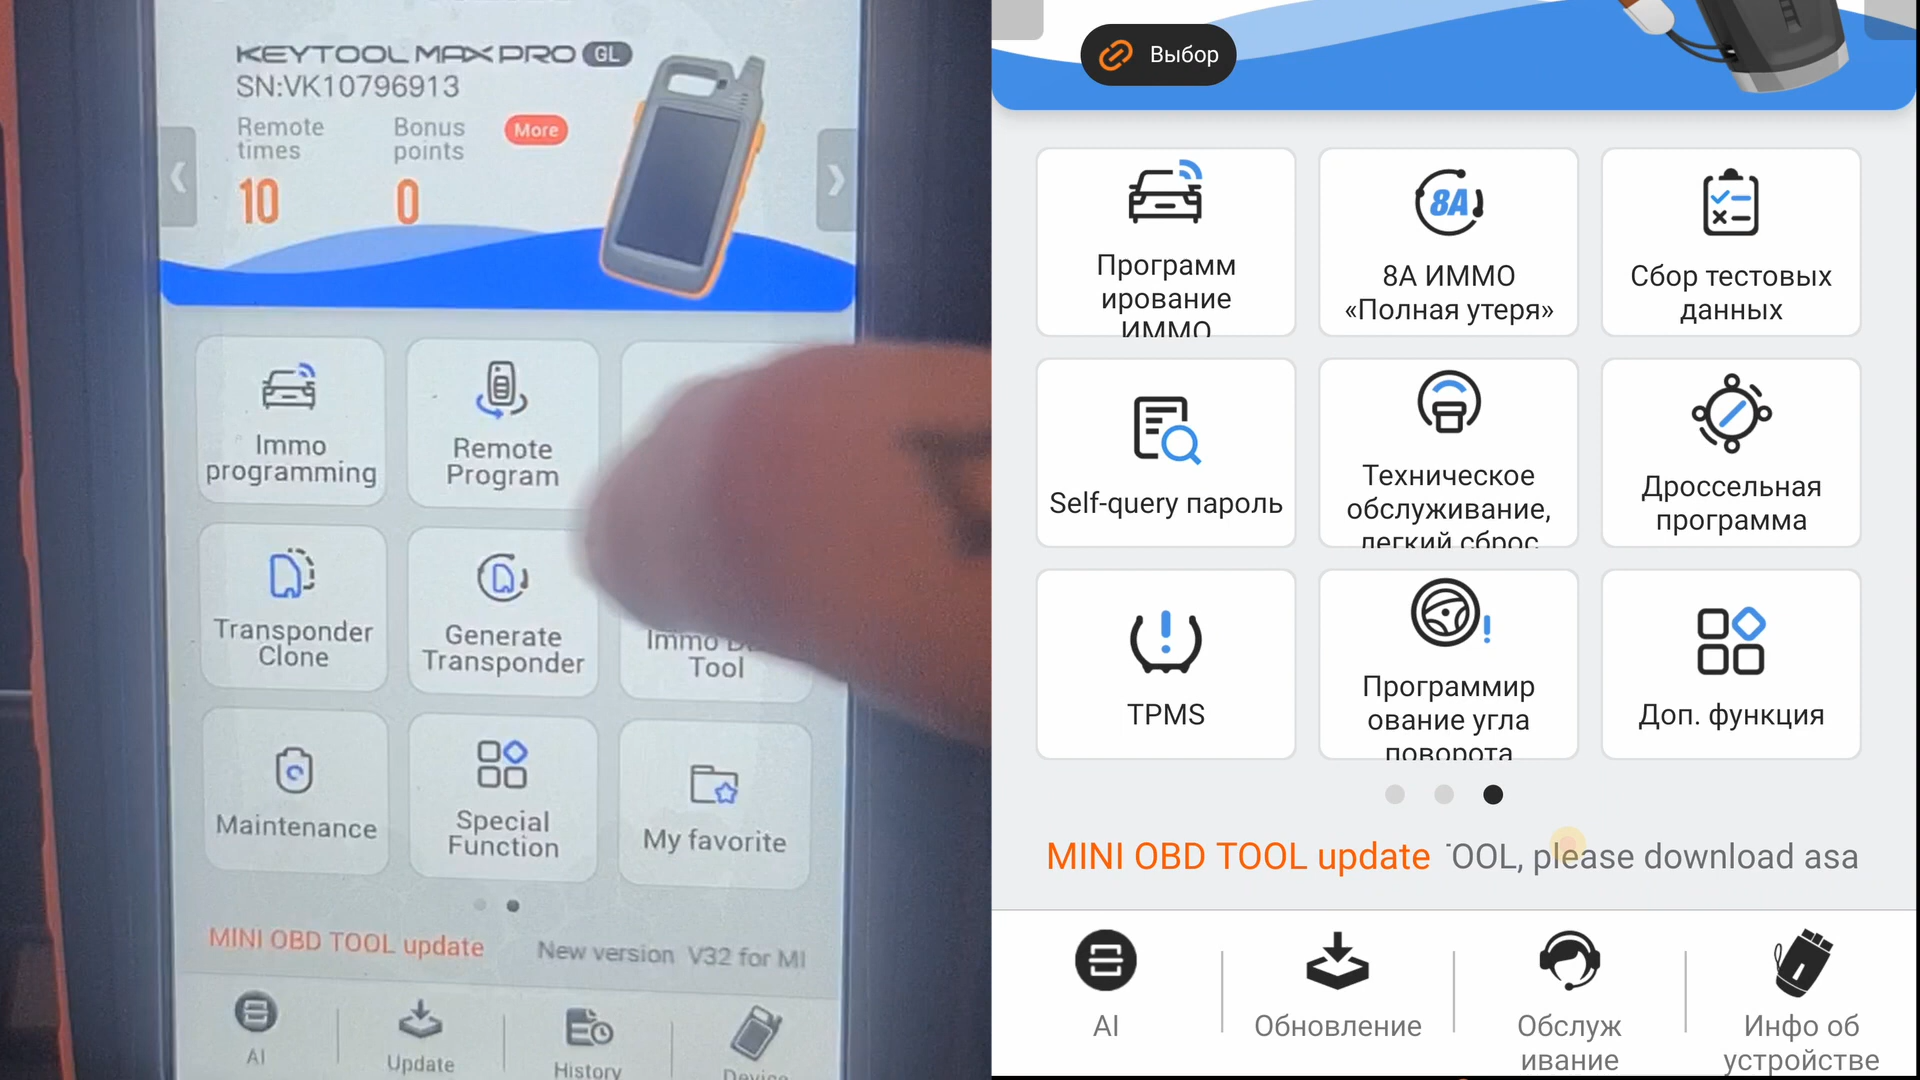 KEYTOOL MAX PRO GL
SN:VK10796913
Remote
times
Bonus
points
More
10
0
Immo
programming
Remote
Program
Transponder
Clone
Generate
Transponder
Immo
Tool
Maintenance
Special
Function
My favorite
MINI OBD TOOL update
New version V32 for MI
AI
Update
History
Device
Выбор
Программ
ирование
ИММО
8A
8A ИММО
«Полная утеря»
Сбор тестовых
данных
Self-query пароль
Техническое
обслуживание,
легкий сброс
Дроссельная
программа
TPMS
Программир
ование угла
поворота
Доп. функция
MINI OBD TOOL update
TOOL, please download asa
AI
Обновление
Обслуж
ивание
Инфо об
устройстве